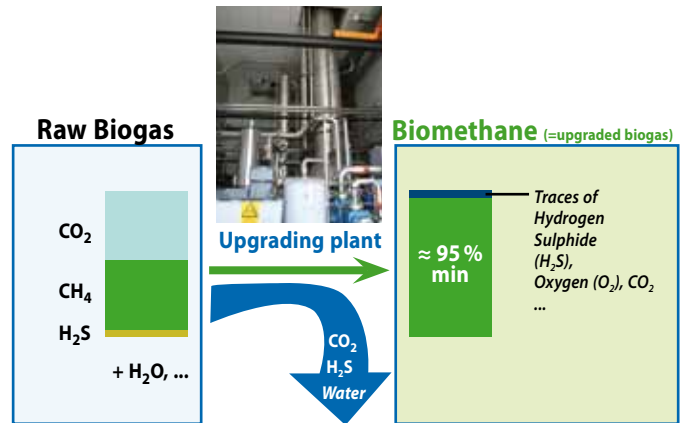 Raw Biogas
CO₂
CH₄
H₂S
+ H₂O, ...
Upgrading plant
CO₂
H₂S
Water
Biomethane (=upgraded biogas)
≈ 95 %
min
Traces of
Hydrogen
Sulphide
(H₂S),
Oxygen (O₂), CO₂
...